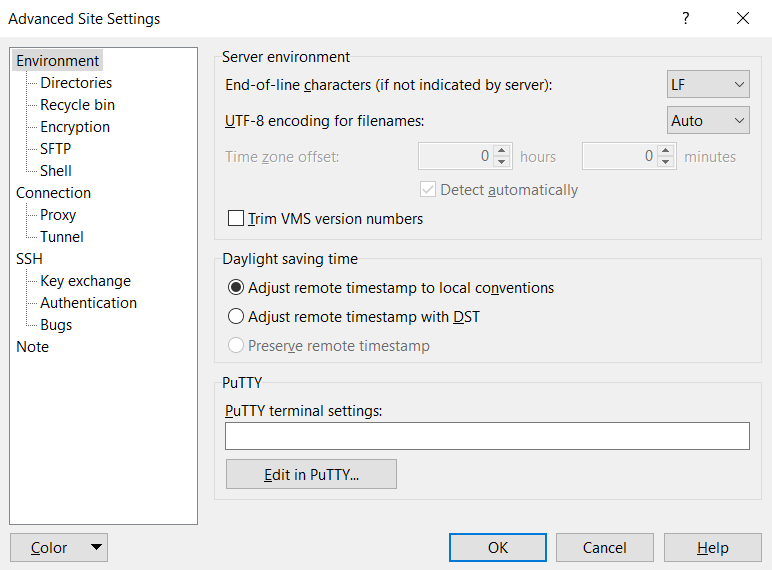 Advanced Site Settings
?
Environment
Directories
Recycle bin
Encryption
SFTP
Shell
Connection
Proxy
Tunnel
SSH
Key exchange
Authentication
Bugs
Note
Server environment
End-of-line characters (if not indicated by server):
LF
UTF-8 encoding for filenames:
Auto
Time zone offset:
0
hours
0
minutes
Detect automatically
Trim VMS version numbers
Daylight saving time
Adjust remote timestamp to local conventions
Adjust remote timestamp with DST
Preserve remote timestamp
PuTTY
PuTTY terminal settings:
Edit in PuTTY...
Color
OK
Cancel
Help